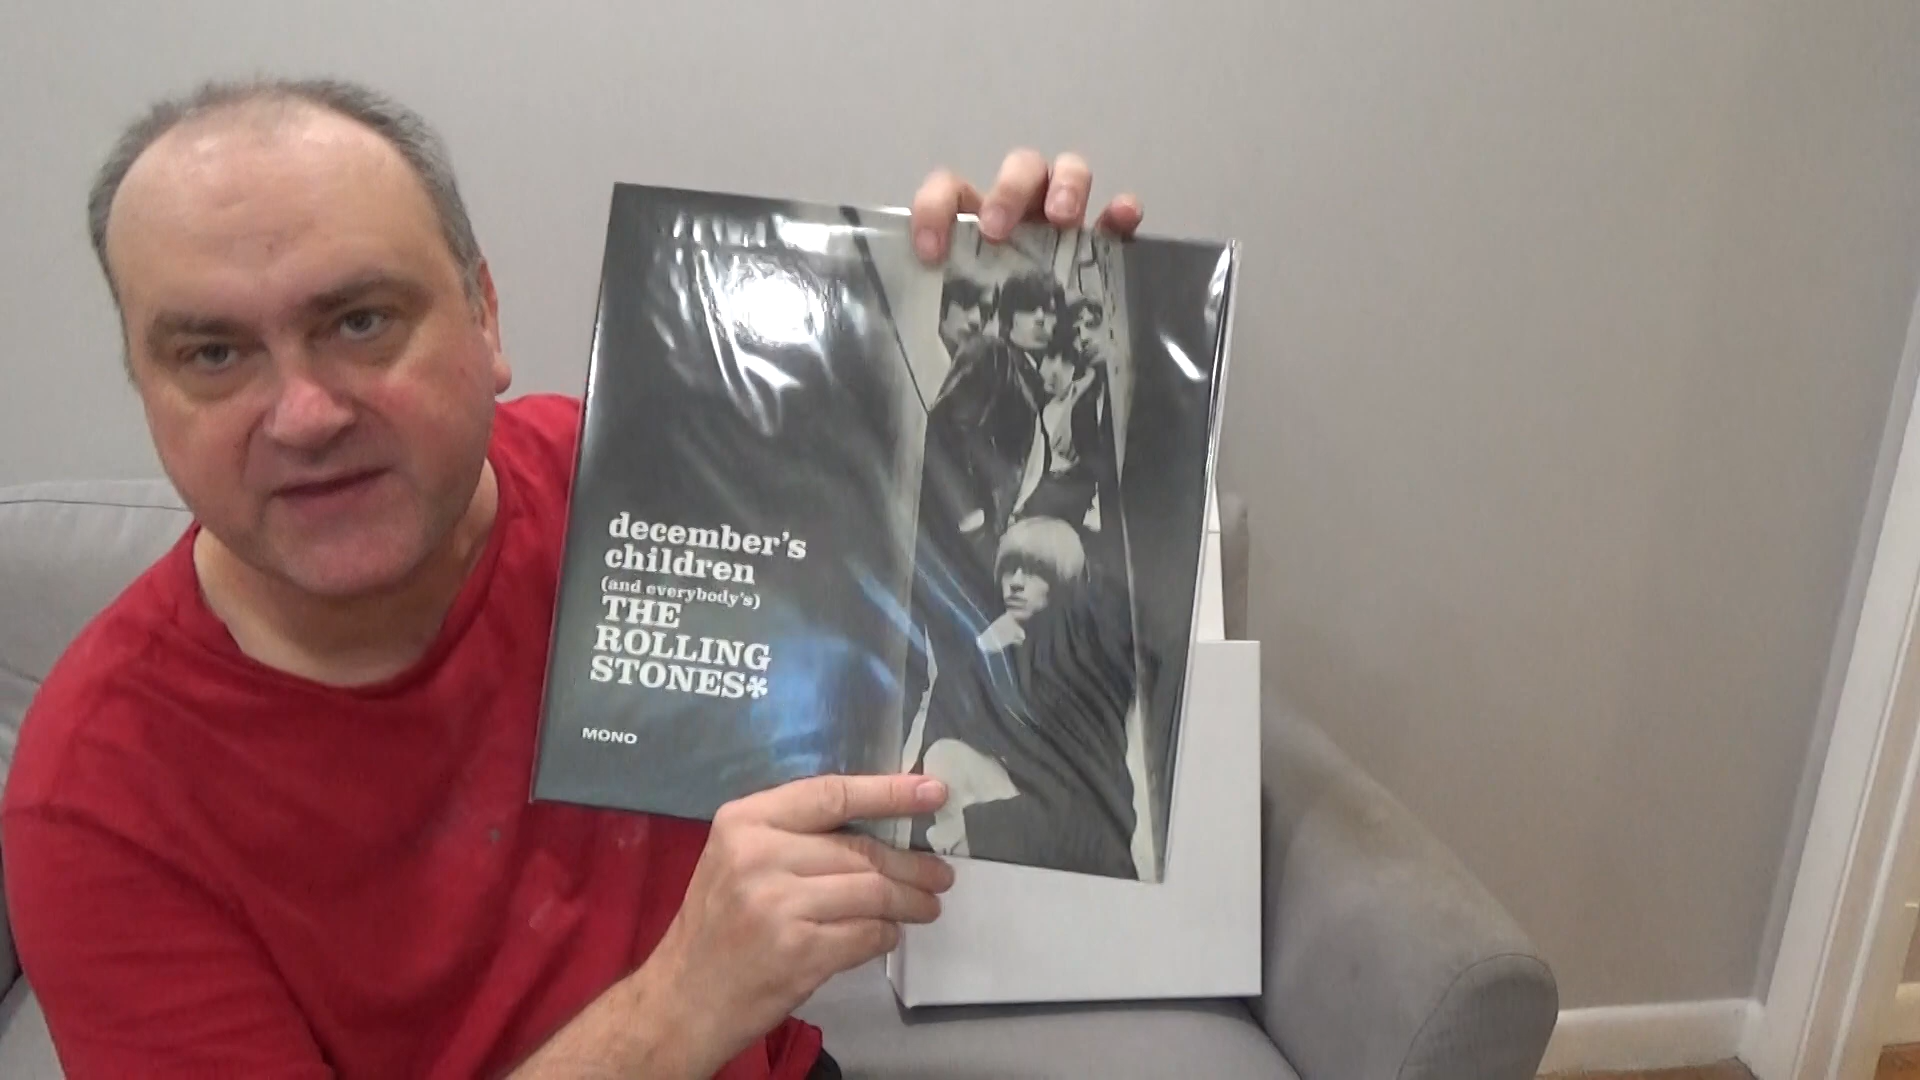 december's
children
(and everybody's)
THE
ROLLING
STONES*
MONO